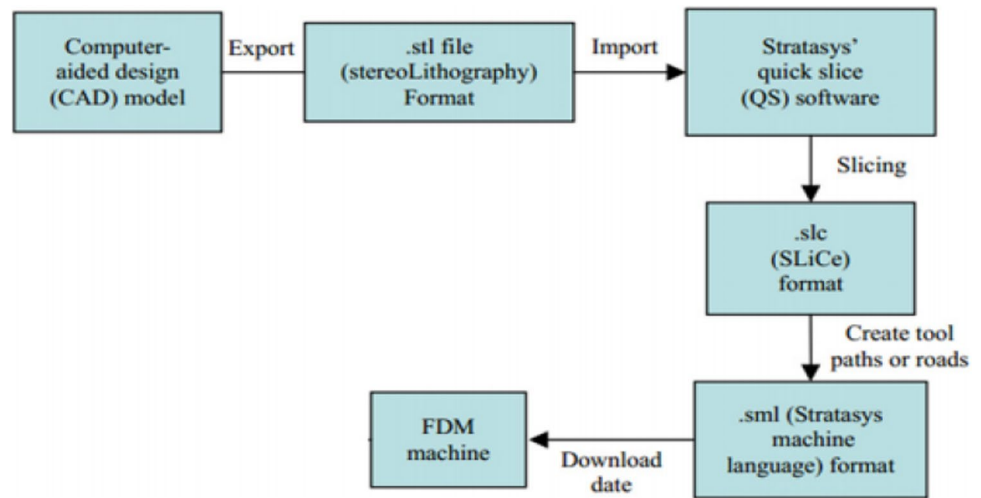 Computer-
aided design
(CAD) model
Export
.stl file
(stereoLithography)
Format
Import
Stratasys’
quick slice
(QS) software
Slicing
.slc
(SLiCe)
format
Create tool
paths or roads
.sml (Stratasys
machine
language) format
Download
date
FDM
machine